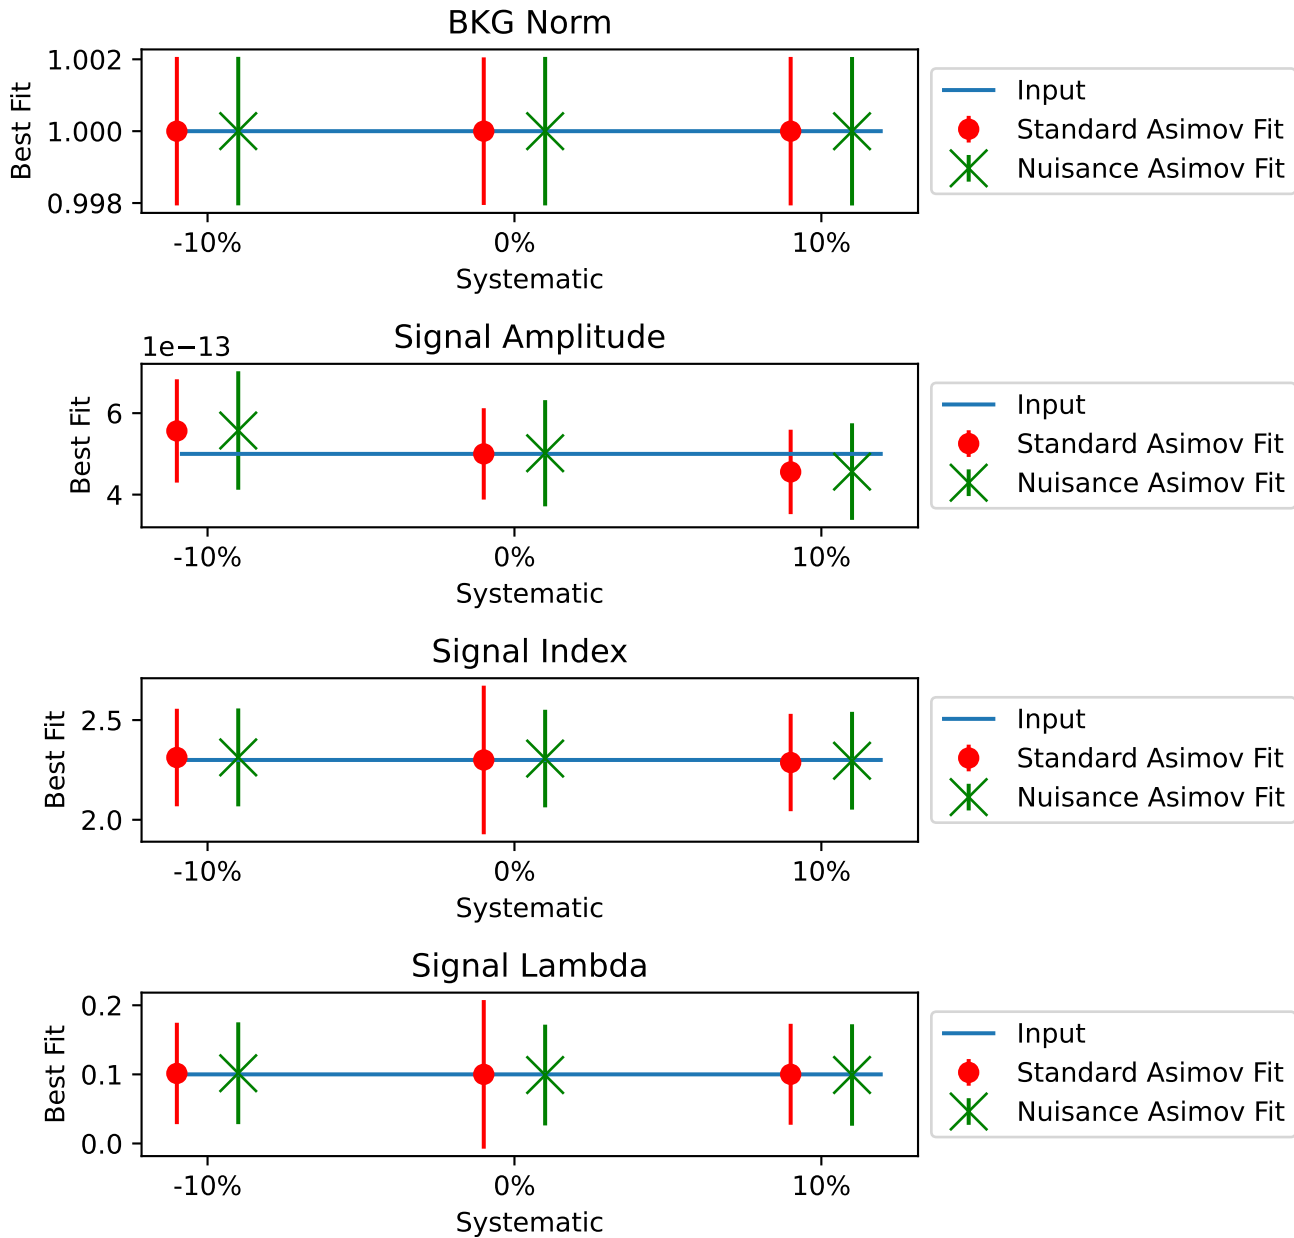 BKG Norm
1.002
1.000
0.998
Best Fit
-10%
0%
10%
Systematic
Input
Standard Asimov Fit
Nuisance Asimov Fit
Signal Amplitude
1e−13
6
4
Best Fit
-10%
0%
10%
Systematic
Input
Standard Asimov Fit
Nuisance Asimov Fit
Signal Index
2.5
2.0
Best Fit
-10%
0%
10%
Systematic
Input
Standard Asimov Fit
Nuisance Asimov Fit
Signal Lambda
0.2
0.1
0.0
Best Fit
-10%
0%
10%
Systematic
Input
Standard Asimov Fit
Nuisance Asimov Fit